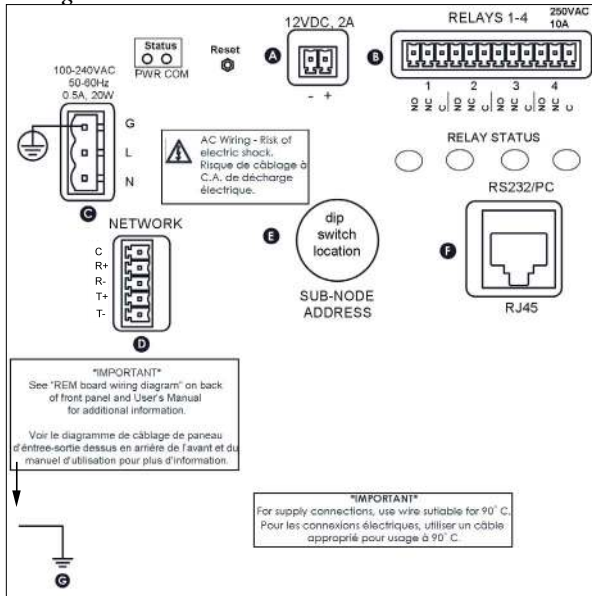 Status
PWR COM
Reset
A
12VDC, 2A
- +
B
RELAYS 1-4
250VAC
10A
1 2 3 4
NO NC C NO NC C NO NC C NO NC C
RELAY STATUS
100-240VAC
50-60Hz
0.5A, 20W
G
L
N
C
AC Wiring - Risk of
electric shock.
Risque de câblage à
C.A. de décharge
électrique.
NETWORK
C
R+
R-
T+
T-
D
E
dip
switch
location
SUB-NODE
ADDRESS
RS232/PC
F
RJ45
*IMPORTANT*
See "REM board wiring diagram" on back
of front panel and User's Manual
for additional information.
Voir le diagramme de câblage de paneau
d'éntree-sortie dessus en arrière de l'avant et du
manuel d'utilisation pour plus d'information.
G
*IMPORTANT*
For supply connections, use wire sutiable for 90° C.
Pour les connexions électriques, utiliser un câble
approprié pour usage à 90° C.